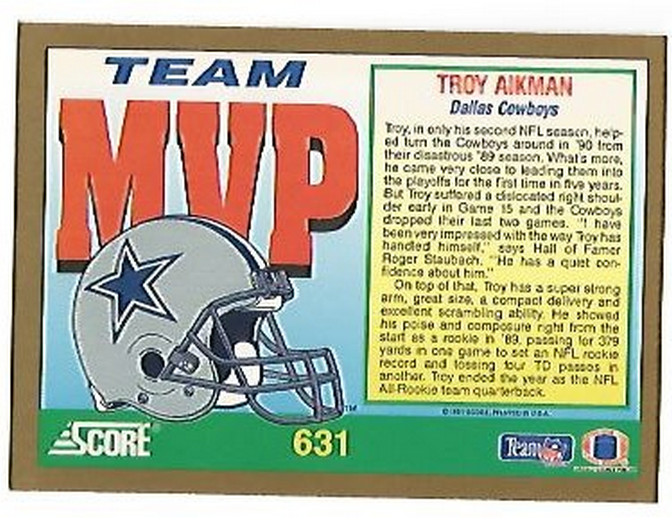 TEAM
MVP
TROY AIKMAN
Dallas Cowboys
Troy, in only his second NFL season, help-
ed turn the Cowboys around in '90 from
their disastrous '89 season. What's more,
he came very close to leading them into
the playoffs for the first time in five years.
But Troy suffered a dislocated right shoul-
der early in Game 15 and the Cowboys
dropped their last two games. "I have
been very impressed with the way Troy has
handled himself," says Hall of Famer
Roger Staubach. "He has a quiet con-
fidence about him."
On top of that, Troy has a super strong
arm, great size, a compact delivery and
excellent scrambling ability. He showed
his poise and composure right from the
start as a rookie in '89, passing for 379
yards in one game to set an NFL rookie
record and tossing four TD passes in
another. Troy ended the year as the NFL
All-Rookie team quarterback.
© 1991 SCORE, PRINTED IN U.S.A.
TM
SCORE®
631
Team NFL